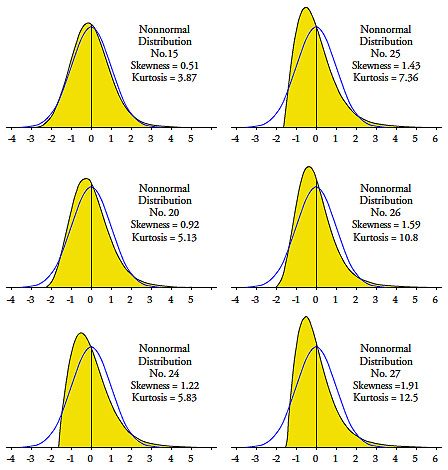 Nonnormal
Distribution
No.15
Skewness = 0.51
Kurtosis = 3.87
-4 -3 -2 -1 0 1 2 3 4 5
Nonnormal
Distribution
No. 25
Skewness = 1.43
Kurtosis = 7.36
-4 -3 -2 -1 0 1 2 3 4 5 6
Nonnormal
Distribution
No. 20
Skewness = 0.92
Kurtosis = 5.13
-4 -3 -2 -1 0 1 2 3 4 5
Nonnormal
Distribution
No. 26
Skewness = 1.59
Kurtosis = 10.8
-4 -3 -2 -1 0 1 2 3 4 5 6
Nonnormal
Distribution
No. 24
Skewness = 1.22
Kurtosis = 5.83
-4 -3 -2 -1 0 1 2 3 4 5
Nonnormal
Distribution
No. 27
Skewness =1.91
Kurtosis = 12.5
-4 -3 -2 -1 0 1 2 3 4 5 6